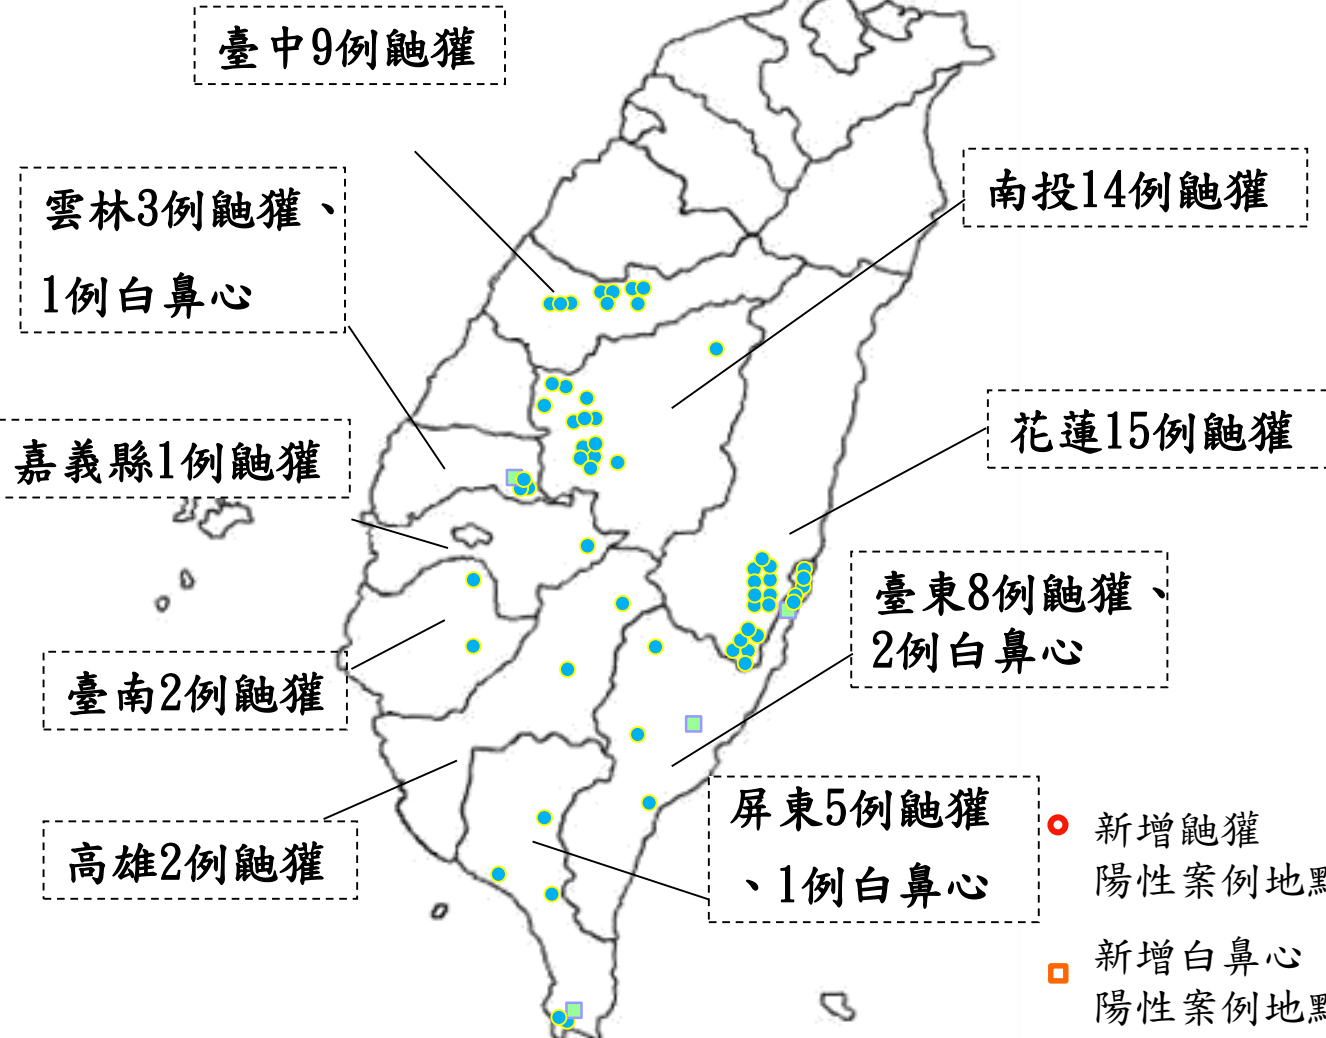 臺中9例鼬獾
雲林3例鼬獾、
1例白鼻心
南投14例鼬獾
花蓮15例鼬獾
嘉義縣1例鼬獾
臺東8例鼬獾、
2例白鼻心
臺南2例鼬獾
屏東5例鼬獾
、1例白鼻心
高雄2例鼬獾
新增鼬獾
陽性案例地點
新增白鼻心
陽性案例地點